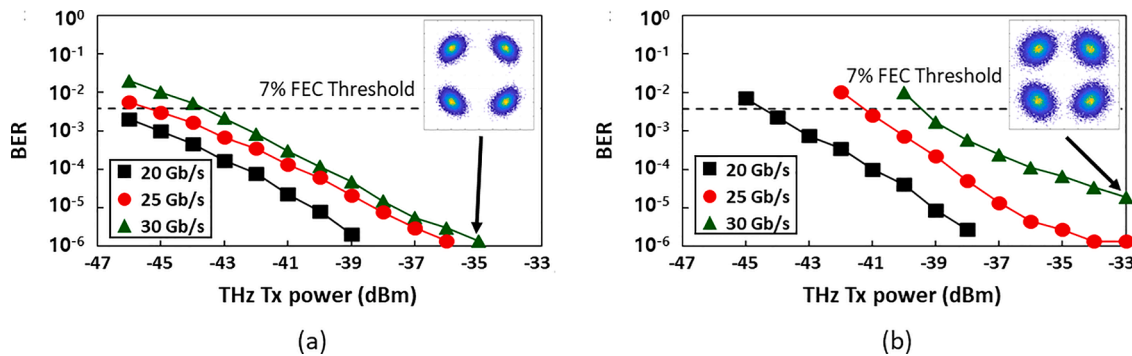 10⁰
10⁻¹
10⁻²
10⁻³
10⁻⁴
10⁻⁵
10⁻⁶
BER
7% FEC Threshold
20 Gb/s
25 Gb/s
30 Gb/s
-47 -45 -43 -41 -39 -37 -35 -33
THz Tx power (dBm)
(a)
10⁰
10⁻¹
10⁻²
10⁻³
10⁻⁴
10⁻⁵
10⁻⁶
BER
7% FEC Threshold
20 Gb/s
25 Gb/s
30 Gb/s
-47 -45 -43 -41 -39 -37 -35 -33
THz Tx power (dBm)
(b)